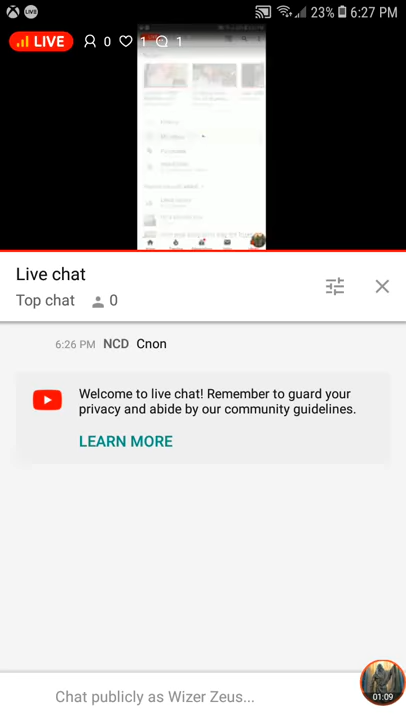 LIVE
23% 6:27 PM
LIVE 0 1 1
Live chat
Top chat 0
6:26 PM NCD Cnon
Welcome to live chat! Remember to guard your
privacy and abide by our community guidelines.
LEARN MORE
Chat publicly as Wizer Zeus...
01:09